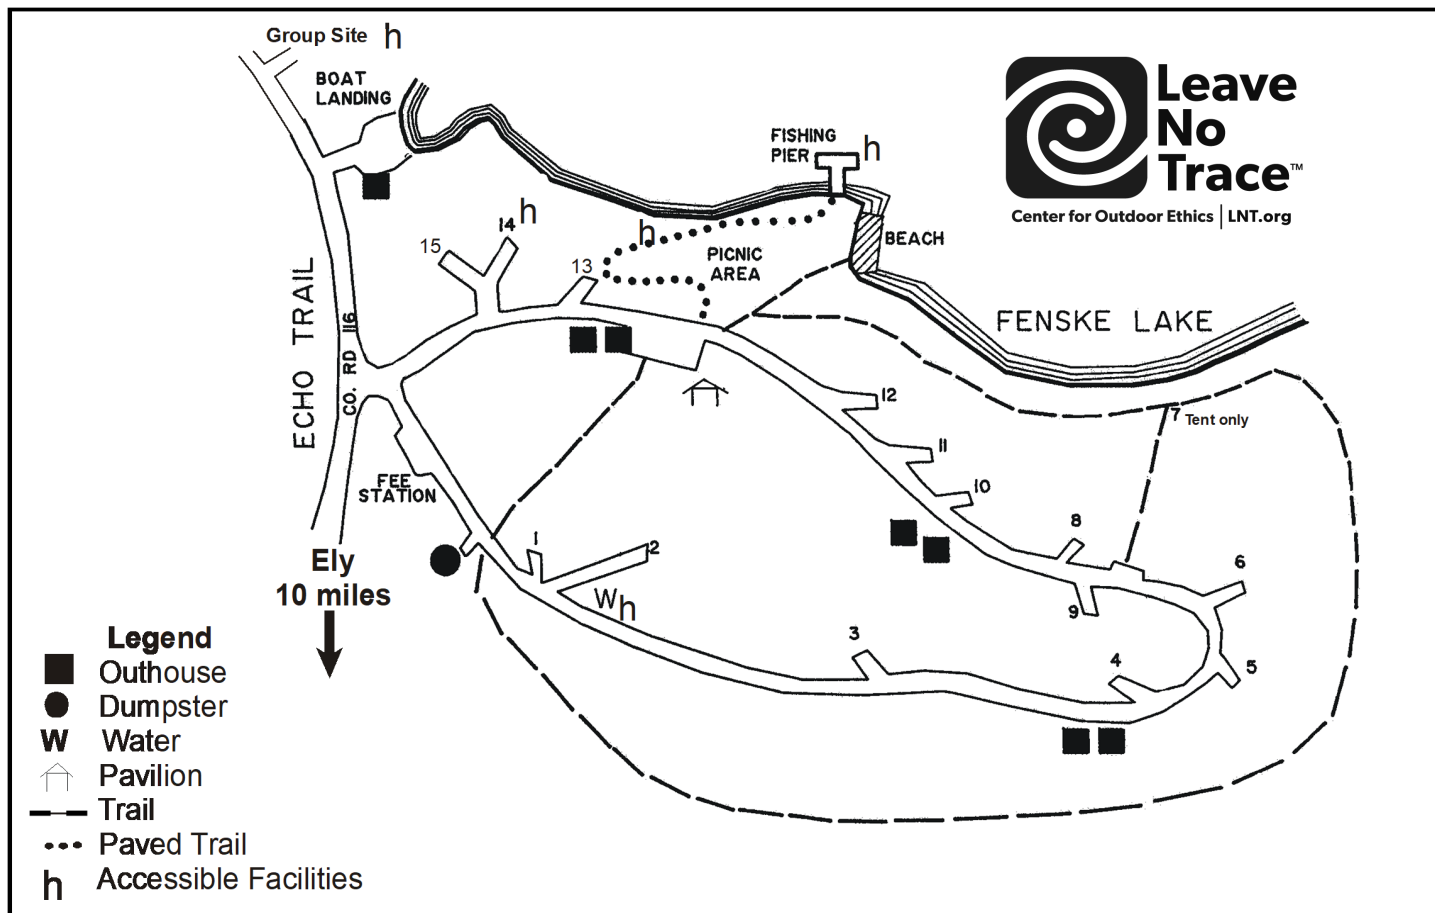 Group Site h
BOAT
LANDING
Leave
No
Trace™
Center for Outdoor Ethics | LNT.org
FISHING
PIER h
14 h
15
13
h
PICNIC
AREA
BEACH
FENSKE LAKE
ECHO TRAIL
CO. RD 116
12
11
10
7 Tent only
FEE
STATION
1
2
8
6
9
W h
3
4
5
Ely
10 miles
Legend
Outhouse
Dumpster
W Water
Pavilion
Trail
Paved Trail
h Accessible Facilities